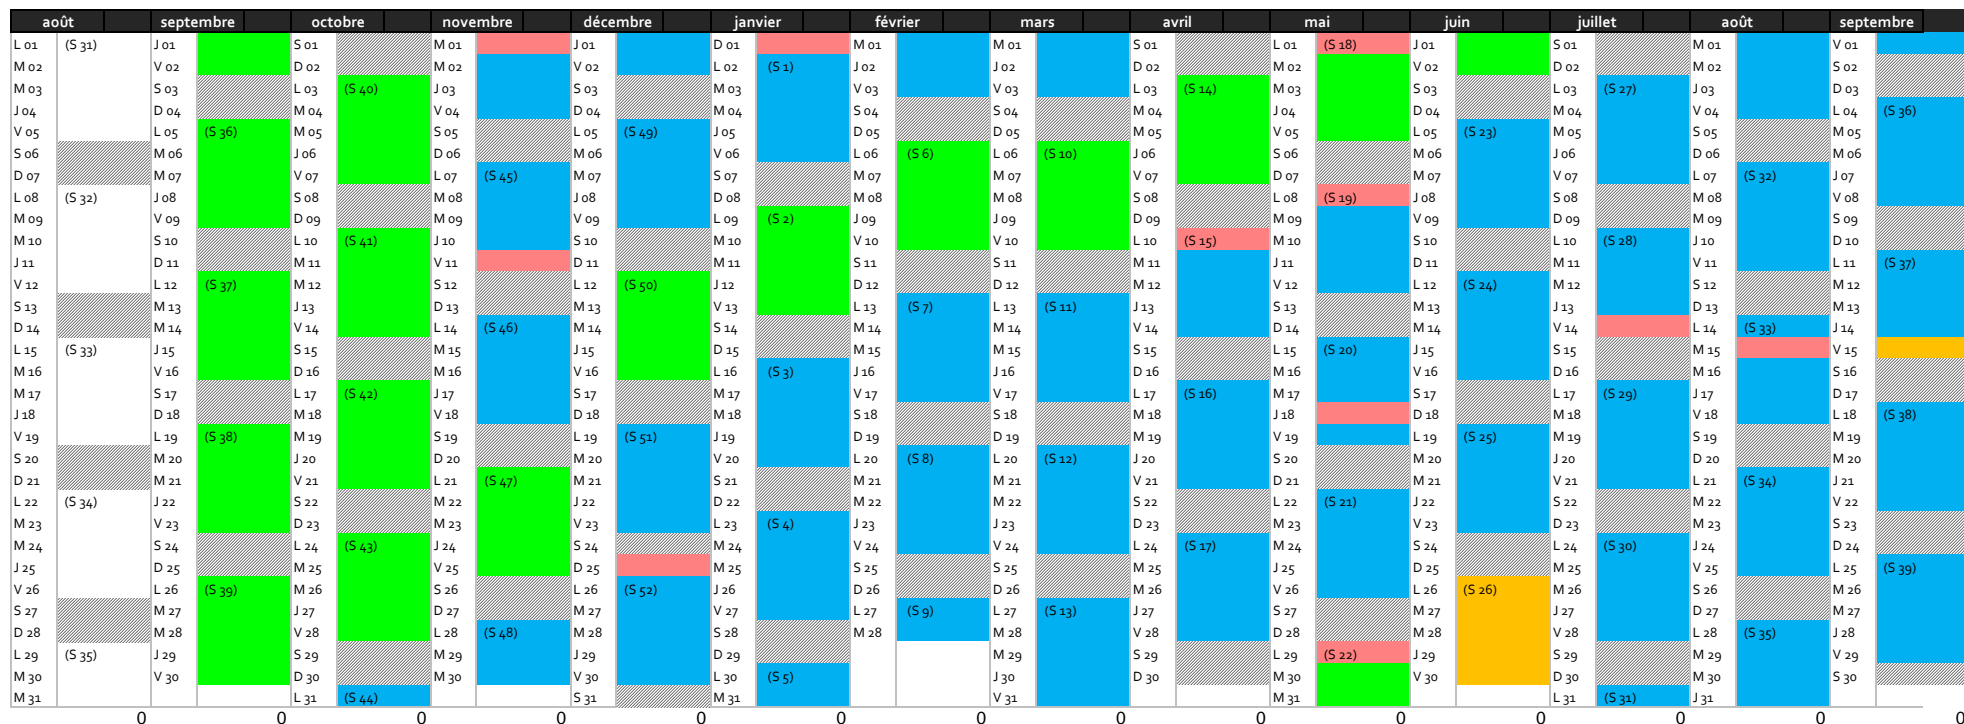 août septembre octobre novembre décembre janvier février mars avril mai juin juillet août septembre
L 01 (S 31) J 01 S 01 M 01 J 01 D 01 M 01 M 01 S 01 L 01 (S 18) J 01 S 01 M 01 V 01
M 02 V 02 D 02 M 02 V 02 L 02 (S 1) J 02 J 02 D 02 M 02 V 02 D 02 M 02 S 02
M 03 S 03 L 03 (S 40) J 03 S 03 M 03 V 03 V 03 L 03 (S 14) M 03 S 03 L 03 (S 27) J 03 D 03
J 04 D 04 M 04 V 04 D 04 M 04 S 04 S 04 M 04 J 04 D 04 M 04 V 04 L 04 (S 36)
V 05 L 05 (S 36) M 05 S 05 L 05 (S 49) J 05 D 05 D 05 M 05 V 05 L 05 (S 23) M 05 S 05 M 05
S 06 M 06 J 06 D 06 M 06 V 06 L 06 (S 6) L 06 (S 10) J 06 S 06 M 06 J 06 D 06 M 06
D 07 M 07 V 07 L 07 (S 45) M 07 S 07 M 07 M 07 V 07 D 07 M 07 V 07 L 07 (S 32) J 07
L 08 (S 32) J 08 S 08 M 08 J 08 D 08 M 08 M 08 S 08 L 08 (S 19) J 08 S 08 M 08 V 08
M 09 V 09 D 09 M 09 V 09 L 09 (S 2) J 09 J 09 D 09 M 09 V 09 D 09 M 09 S 09
M 10 S 10 L 10 (S 41) J 10 S 10 M 10 V 10 V 10 L 10 (S 15) M 10 S 10 L 10 (S 28) J 10 D 10
J 11 D 11 M 11 V 11 D 11 M 11 S 11 S 11 M 11 J 11 D 11 M 11 V 11 L 11 (S 37)
V 12 L 12 (S 37) M 12 S 12 L 12 (S 50) J 12 D 12 D 12 M 12 V 12 L 12 (S 24) M 12 S 12 M 12
S 13 M 13 J 13 D 13 M 13 V 13 L 13 (S 7) L 13 (S 11) J 13 S 13 M 13 J 13 D 13 M 13
D 14 M 14 V 14 L 14 (S 46) M 14 S 14 M 14 M 14 V 14 D 14 M 14 V 14 L 14 (S 33) J 14
L 15 (S 33) J 15 S 15 M 15 J 15 D 15 M 15 M 15 S 15 L 15 (S 20) J 15 S 15 M 15 V 15
M 16 V 16 D 16 M 16 V 16 L 16 (S 3) J 16 J 16 D 16 M 16 V 16 D 16 M 16 S 16
M 17 S 17 L 17 (S 42) J 17 S 17 M 17 V 17 V 17 L 17 (S 16) M 17 S 17 L 17 (S 29) J 17 D 17
J 18 D 18 M 18 V 18 D 18 M 18 S 18 S 18 M 18 J 18 D 18 M 18 V 18 L 18 (S 38)
V 19 L 19 (S 38) M 19 S 19 L 19 (S 51) J 19 D 19 D 19 M 19 V 19 L 19 (S 25) M 19 S 19 M 19
S 20 M 20 J 20 D 20 M 20 V 20 L 20 (S 8) L 20 (S 12) J 20 S 20 M 20 J 20 D 20 M 20
D 21 M 21 V 21 L 21 (S 47) M 21 S 21 M 21 M 21 V 21 D 21 M 21 V 21 L 21 (S 34) J 21
L 22 (S 34) J 22 S 22 M 22 J 22 D 22 M 22 M 22 S 22 L 22 (S 21) J 22 S 22 M 22 V 22
M 23 V 23 D 23 M 23 V 23 L 23 (S 4) J 23 J 23 D 23 M 23 V 23 D 23 M 23 S 23
M 24 S 24 L 24 (S 43) J 24 S 24 M 24 V 24 V 24 L 24 (S 17) M 24 S 24 L 24 (S 30) J 24 D 24
J 25 D 25 M 25 V 25 D 25 M 25 S 25 S 25 M 25 J 25 D 25 M 25 V 25 L 25 (S 39)
V 26 L 26 (S 39) M 26 S 26 L 26 (S 52) J 26 D 26 D 26 M 26 V 26 L 26 (S 26) M 26 S 26 M 26
S 27 M 27 J 27 D 27 M 27 V 27 L 27 (S 9) L 27 (S 13) J 27 S 27 M 27 J 27 D 27 M 27
D 28 M 28 V 28 L 28 (S 48) M 28 S 28 M 28 M 28 V 28 D 28 M 28 V 28 L 28 (S 35) J 28
L 29 (S 35) J 29 S 29 M 29 J 29 D 29 M 29 S 29 L 29 (S 22) J 29 S 29 M 29 V 29
M 30 V 30 D 30 M 30 V 30 L 30 (S 5) J 30 D 30 M 30 V 30 D 30 M 30 S 30
M 31 L 31 (S 44) S 31 M 31 V 31 M 31 L 31 (S 31) J 31
0 0 0 0 0 0 0 0 0 0 0 0 0 0